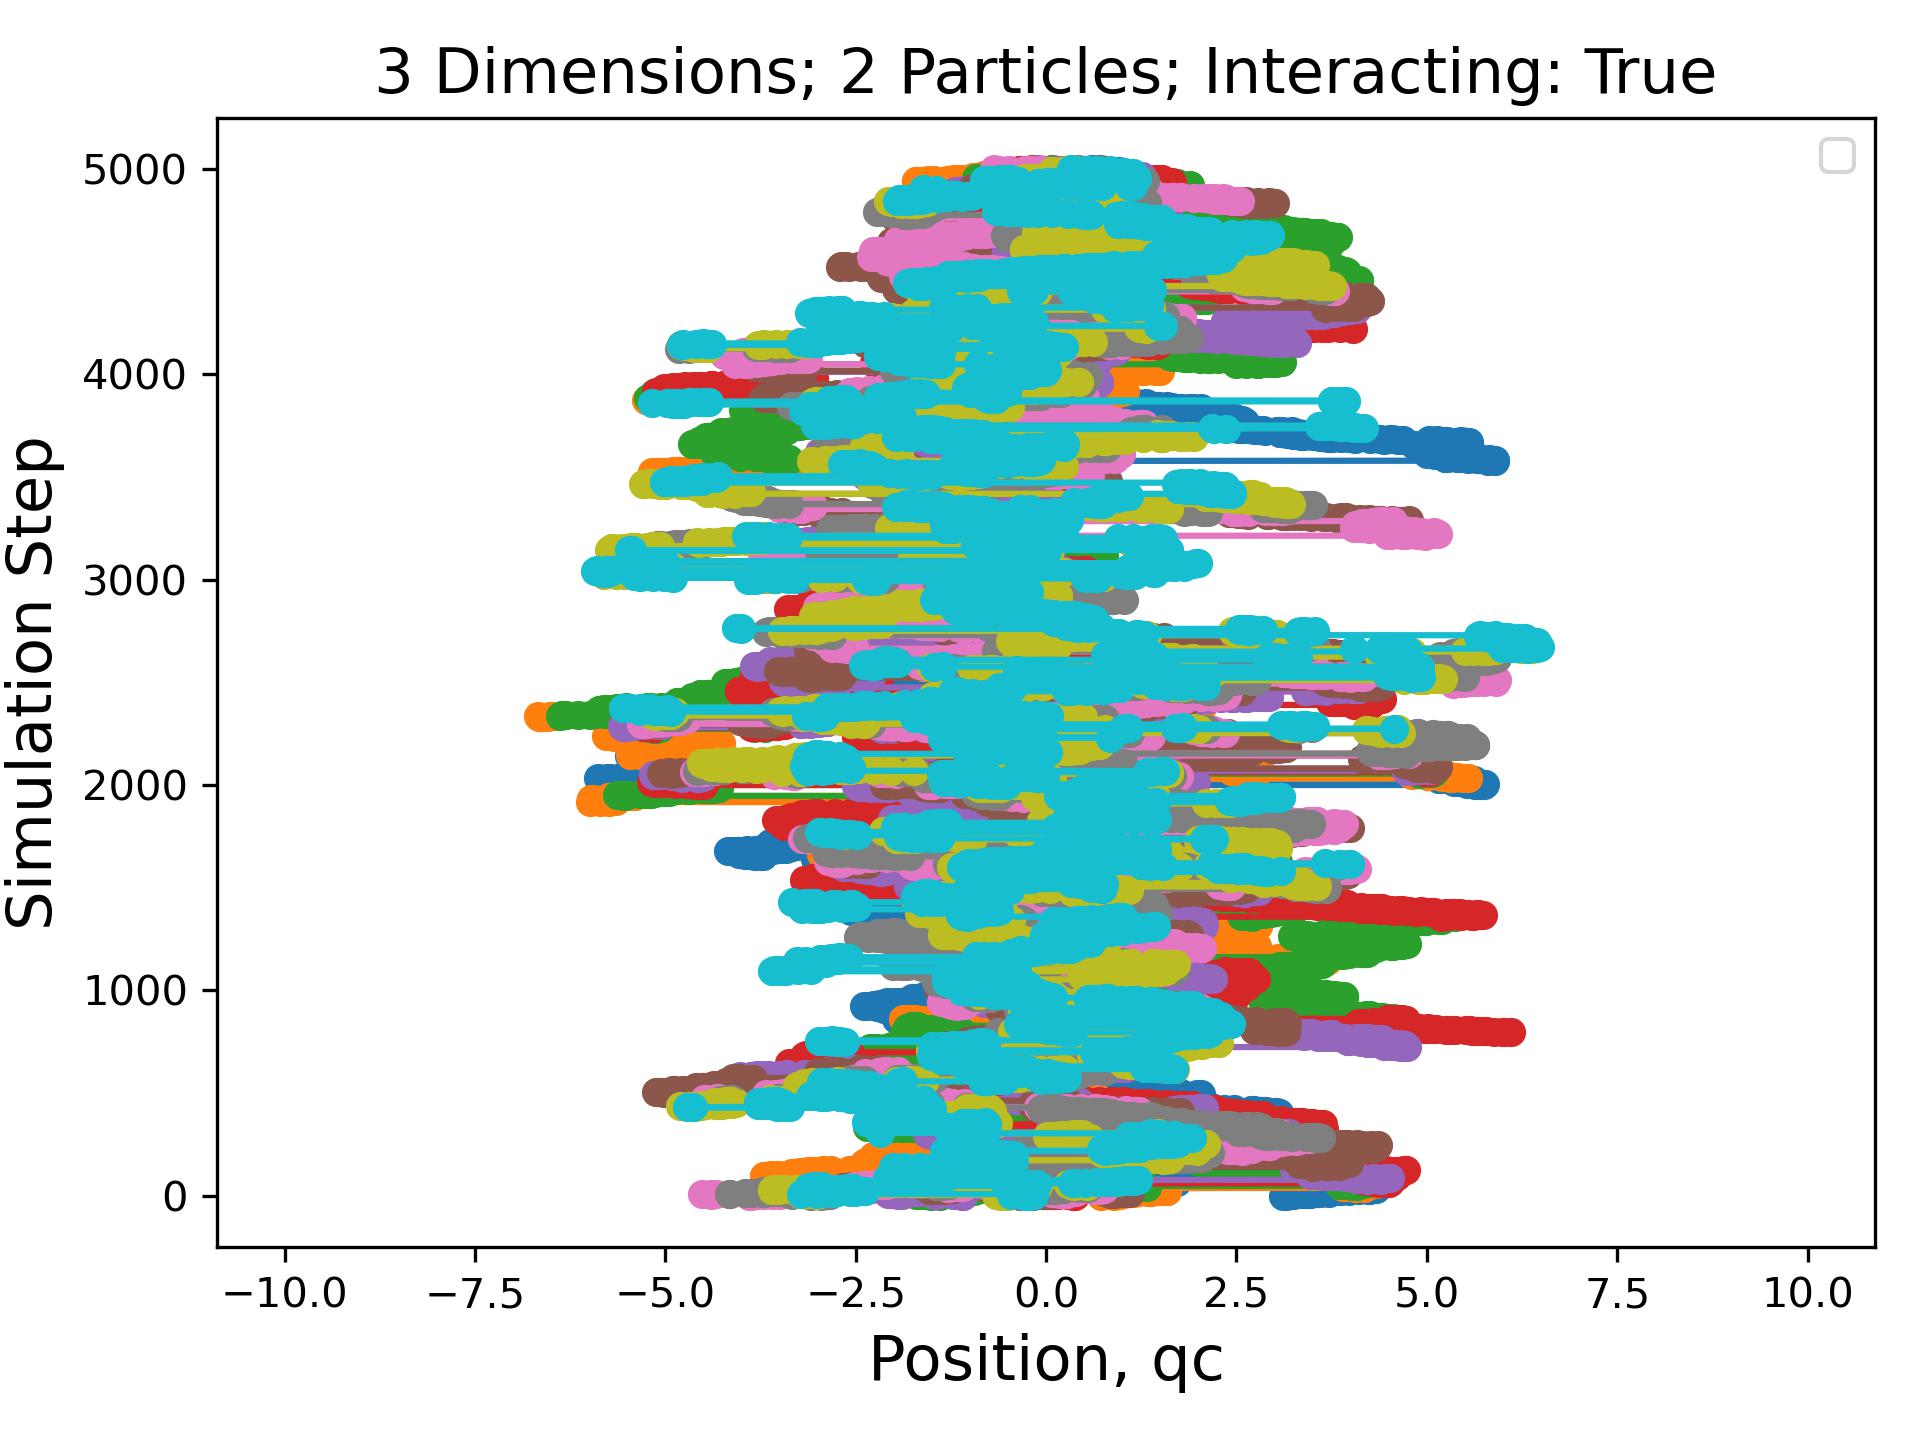 3 Dimensions; 2 Particles; Interacting: True
Simulation Step
5000
4000
3000
2000
1000
0
−10.0 −7.5 −5.0 −2.5 0.0 2.5 5.0 7.5 10.0
Position, qc